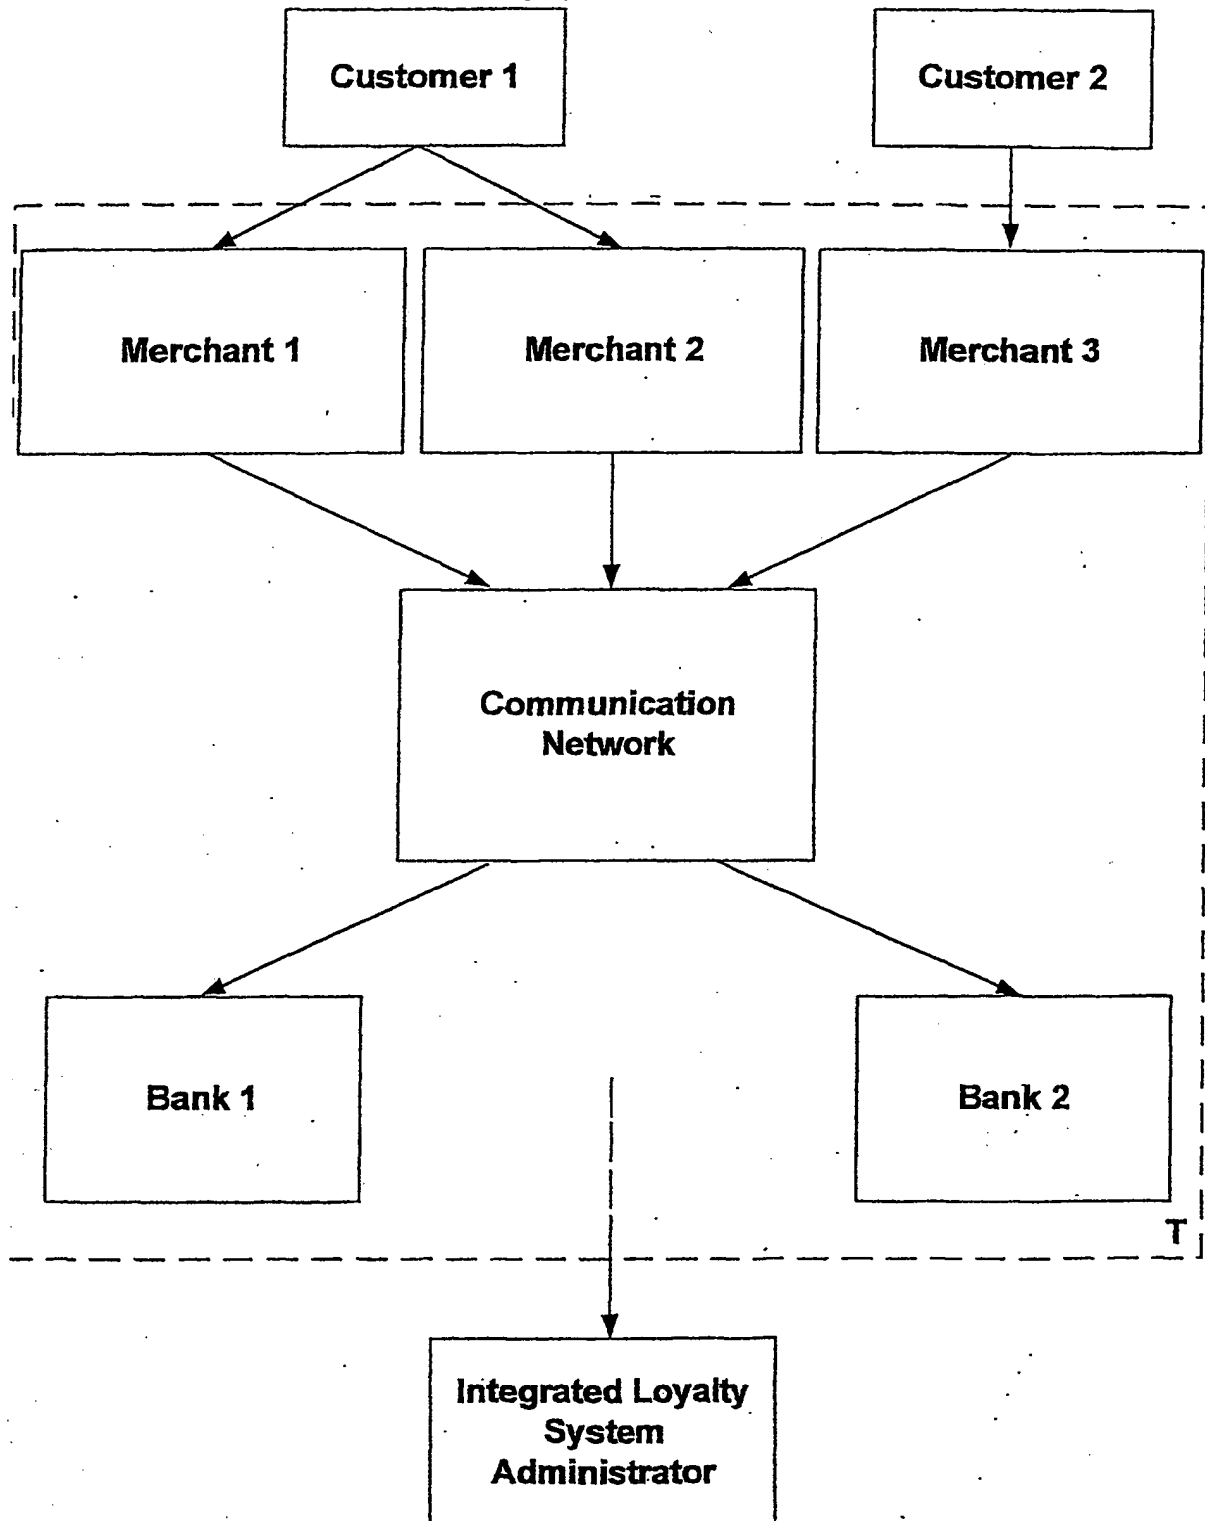 Customer 1
Customer 2
Merchant 1
Merchant 2
Merchant 3
Communication
Network
Bank 1
Bank 2
T
Integrated Loyalty
System
Administrator